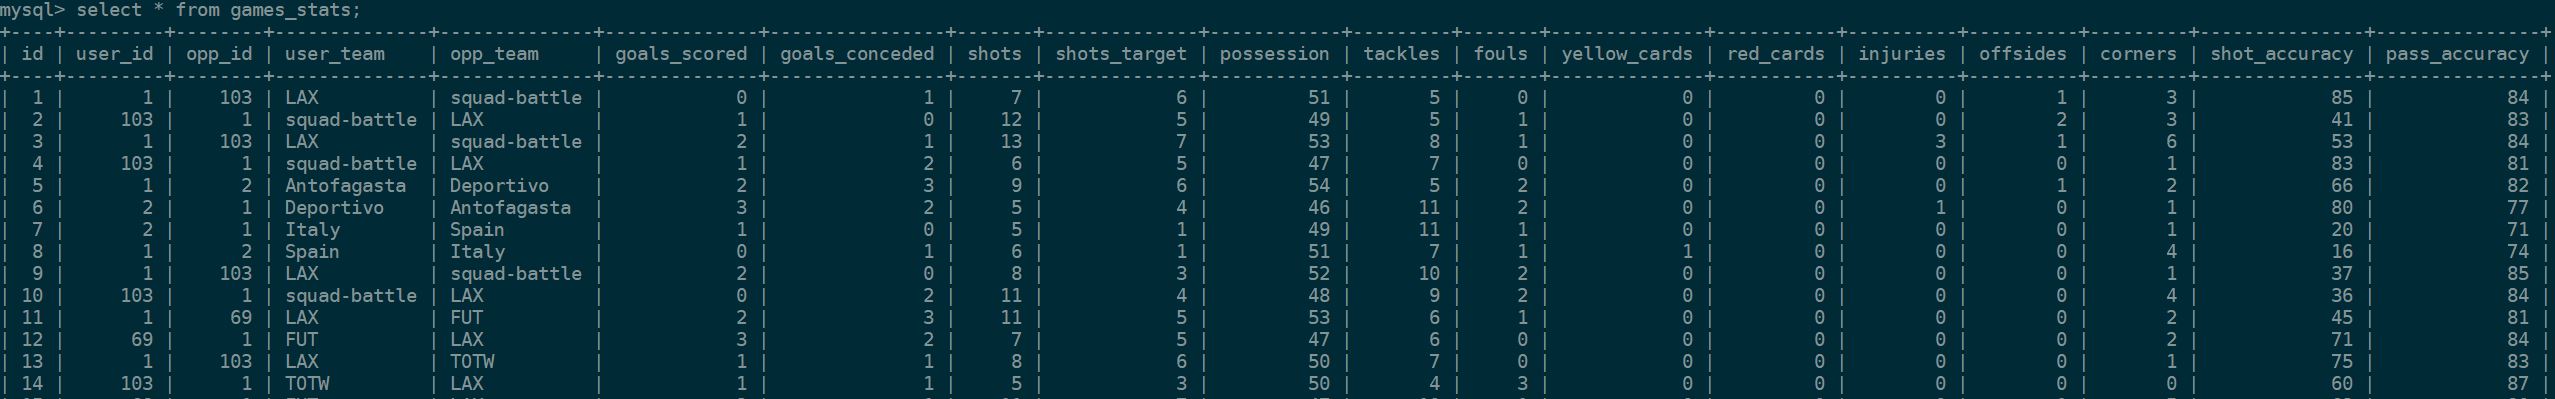 mysql> select * from games_stats;
+----+---------+--------+--------------+--------------+--------------+----------------+-------+---------------+------------+---------+-------+--------------+-----------+----------+----------+---------+---------------+---------------+
| id | user_id | opp_id | user_team    | opp_team     | goals_scored | goals_conceded | shots | shots_target | possession | tackles | fouls | yellow_cards | red_cards | injuries | offsides | corners | shot_accuracy | pass_accuracy |
+----+---------+--------+--------------+--------------+--------------+----------------+-------+---------------+------------+---------+-------+--------------+-----------+----------+----------+---------+---------------+---------------+
| 1 | 1 | 103 | LAX | squad-battle | 0 | 1 | 7 | 6 | 51 | 5 | 0 | 0 | 0 | 0 | 1 | 3 | 85 | 84 |
| 2 | 103 | 1 | squad-battle | LAX | 1 | 0 | 12 | 5 | 49 | 5 | 1 | 0 | 0 | 0 | 2 | 3 | 41 | 83 |
| 3 | 1 | 103 | LAX | squad-battle | 2 | 1 | 13 | 7 | 53 | 8 | 1 | 0 | 0 | 3 | 1 | 6 | 53 | 84 |
| 4 | 103 | 1 | squad-battle | LAX | 1 | 2 | 6 | 5 | 47 | 7 | 0 | 0 | 0 | 0 | 0 | 1 | 83 | 81 |
| 5 | 1 | 2 | Antofagasta | Deportivo | 2 | 3 | 9 | 6 | 54 | 5 | 2 | 0 | 0 | 0 | 1 | 2 | 66 | 82 |
| 6 | 2 | 1 | Deportivo | Antofagasta | 3 | 2 | 5 | 4 | 46 | 11 | 2 | 0 | 0 | 1 | 0 | 1 | 80 | 77 |
| 7 | 2 | 1 | Italy | Spain | 1 | 0 | 5 | 1 | 49 | 11 | 1 | 0 | 0 | 0 | 0 | 1 | 20 | 71 |
| 8 | 1 | 2 | Spain | Italy | 0 | 1 | 6 | 1 | 51 | 7 | 1 | 1 | 0 | 0 | 0 | 4 | 16 | 74 |
| 9 | 1 | 103 | LAX | squad-battle | 2 | 0 | 8 | 3 | 52 | 10 | 2 | 0 | 0 | 0 | 0 | 1 | 37 | 85 |
| 10 | 103 | 1 | squad-battle | LAX | 0 | 2 | 11 | 4 | 48 | 9 | 2 | 0 | 0 | 0 | 0 | 4 | 36 | 84 |
| 11 | 1 | 69 | LAX | FUT | 2 | 3 | 11 | 5 | 53 | 6 | 1 | 0 | 0 | 0 | 0 | 2 | 45 | 81 |
| 12 | 69 | 1 | FUT | LAX | 3 | 2 | 7 | 5 | 47 | 6 | 0 | 0 | 0 | 0 | 0 | 2 | 71 | 84 |
| 13 | 1 | 103 | LAX | TOTW | 1 | 1 | 8 | 6 | 50 | 7 | 0 | 0 | 0 | 0 | 0 | 1 | 75 | 83 |
| 14 | 103 | 1 | TOTW | LAX | 1 | 1 | 5 | 3 | 50 | 4 | 3 | 0 | 0 | 0 | 0 | 0 | 60 | 87 |